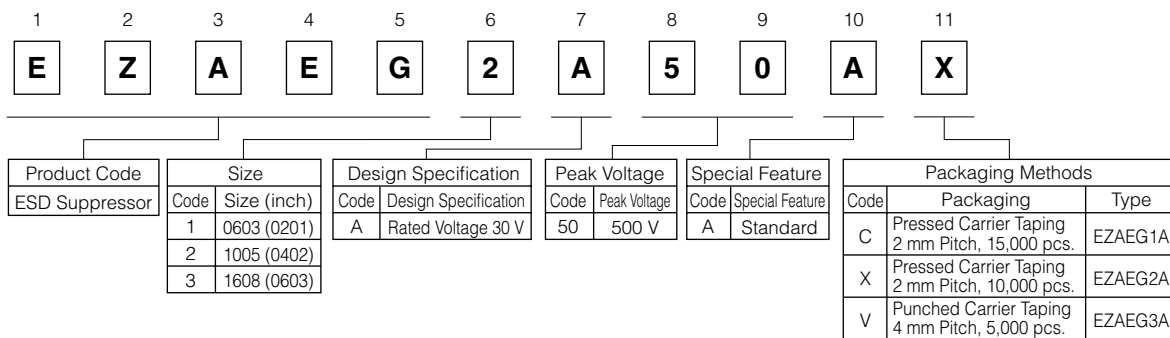 1 2 3 4 5 6 7 8 9 10 11
E Z A E G 2 A 5 0 A X
Product Code
ESD Suppressor
Size
Code Size (inch)
1 0603 (0201)
2 1005 (0402)
3 1608 (0603)
Design Specification
Code Design Specification
A Rated Voltage 30 V
Peak Voltage
Code Peak Voltage
50 500 V
Special Feature
Code Special Feature
A Standard
Packaging Methods
Code Packaging Type
C Pressed Carrier Taping
2 mm Pitch, 15,000 pcs. EZAEG1A
X Pressed Carrier Taping
2 mm Pitch, 10,000 pcs. EZAEG2A
V Punched Carrier Taping
4 mm Pitch, 5,000 pcs. EZAEG3A